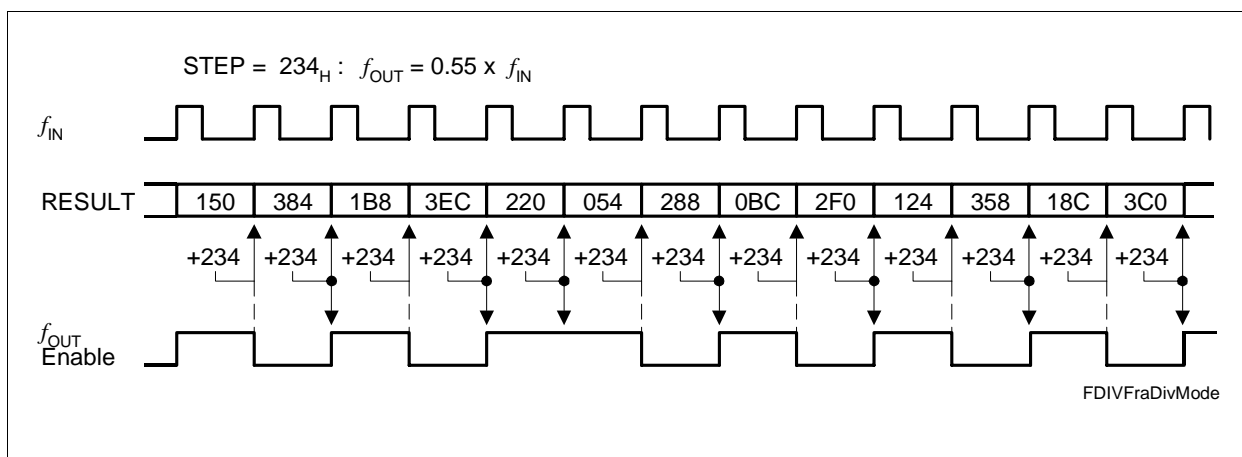 STEP = 234H : fOUT = 0.55 x fIN
fIN
RESULT 150 384 1B8 3EC 220 054 288 0BC 2F0 124 358 18C 3C0
+234 +234 +234 +234 +234 +234 +234 +234 +234 +234 +234 +234 +234
fOUT
Enable
FDIVFraDivMode